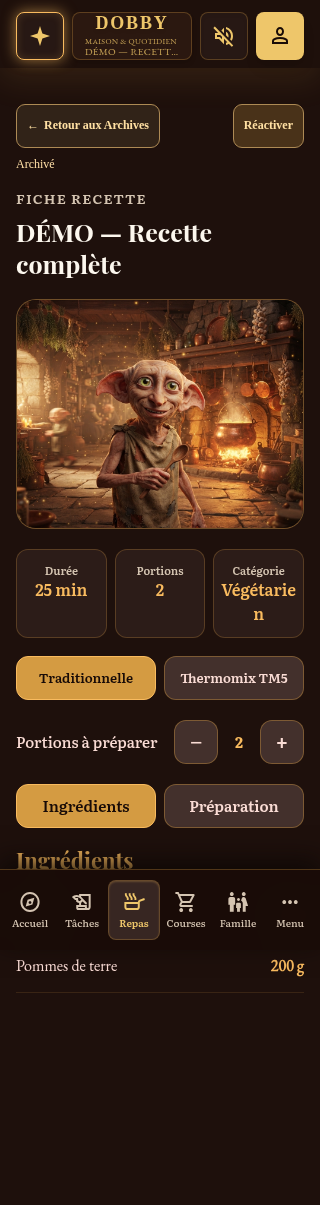 DOBBY
MAISON & QUOTIDIEN
DÉMO — RECETT...
← Retour aux Archives
Réactiver
Archivé
FICHE RECETTE
DÉMO — Recette
complète
Durée
25 min
Portions
2
Catégorie
Végétarie
n
Traditionnelle
Thermomix TM5
Portions à préparer
−
2
+
Ingrédients
Préparation
Ingrédients
Accueil
Tâches
Repas
Courses
Famille
Menu
Pommes de terre
200 g